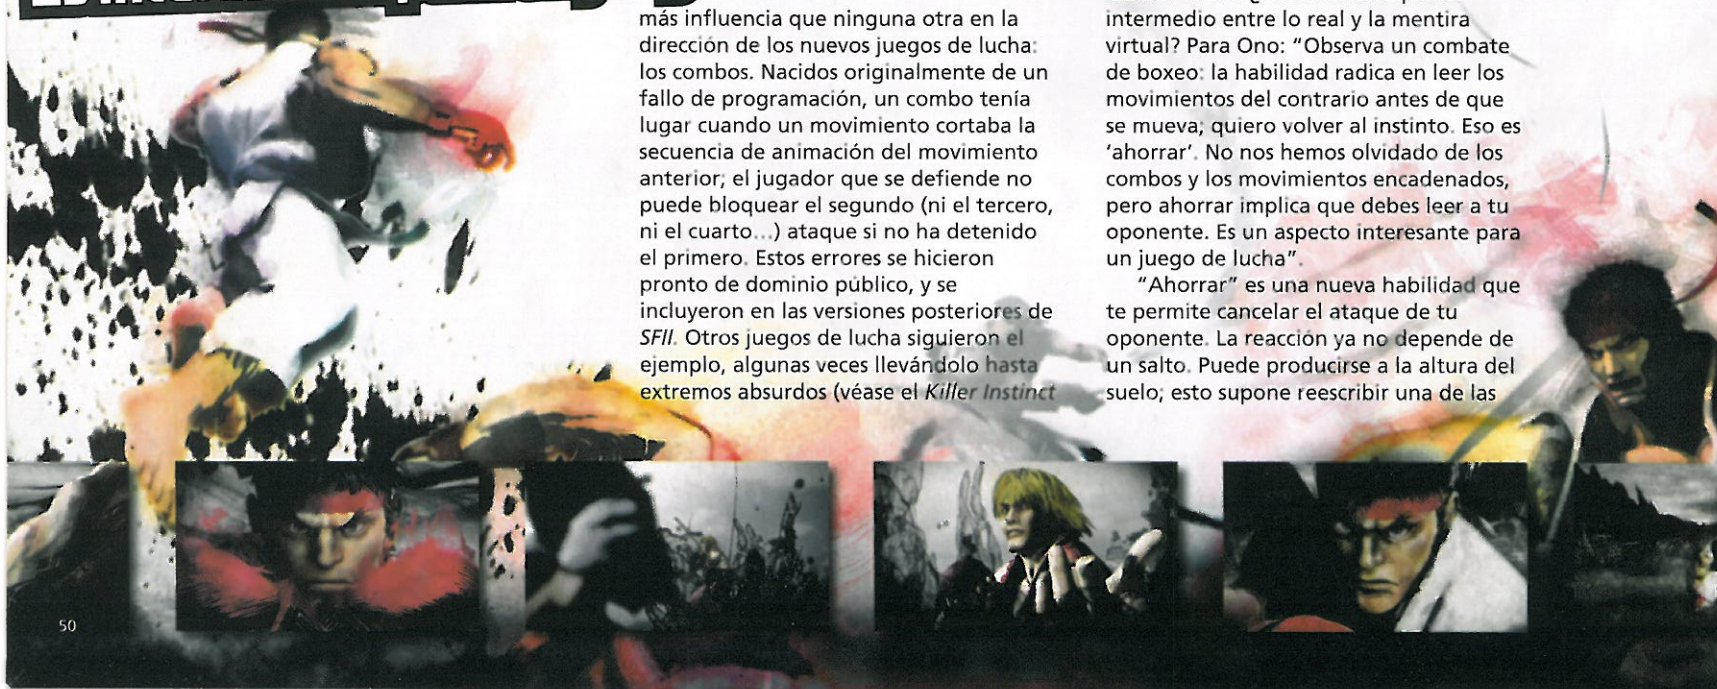 más influencia que ninguna otra en la
dirección de los nuevos juegos de lucha:
los combos. Nacidos originalmente de un
fallo de programación, un combo tenía
lugar cuando un movimiento cortaba la
secuencia de animación del movimiento
anterior; el jugador que se defiende no
puede bloquear el segundo (ni el tercero,
ni el cuarto...) ataque si no ha detenido
el primero. Estos errores se hicieron
pronto de dominio público, y se
incluyeron en las versiones posteriores de
SFII. Otros juegos de lucha siguieron el
ejemplo, algunas veces llevándolo hasta
extremos absurdos (véase el Killer Instinct
intermedio entre lo real y la mentira
virtual? Para Ono: “Observa un combate
de boxeo: la habilidad radica en leer los
movimientos del contrario antes de que
se mueva; quiero volver al instinto. Eso es
‘ahorrar’. No nos hemos olvidado de los
combos y los movimientos encadenados,
pero ahorrar implica que debes leer a tu
oponente. Es un aspecto interesante para
un juego de lucha”.
“Ahorrar” es una nueva habilidad que
te permite cancelar el ataque de tu
oponente. La reacción ya no depende de
un salto. Puede producirse a la altura del
suelo; esto supone reescribir una de las
50